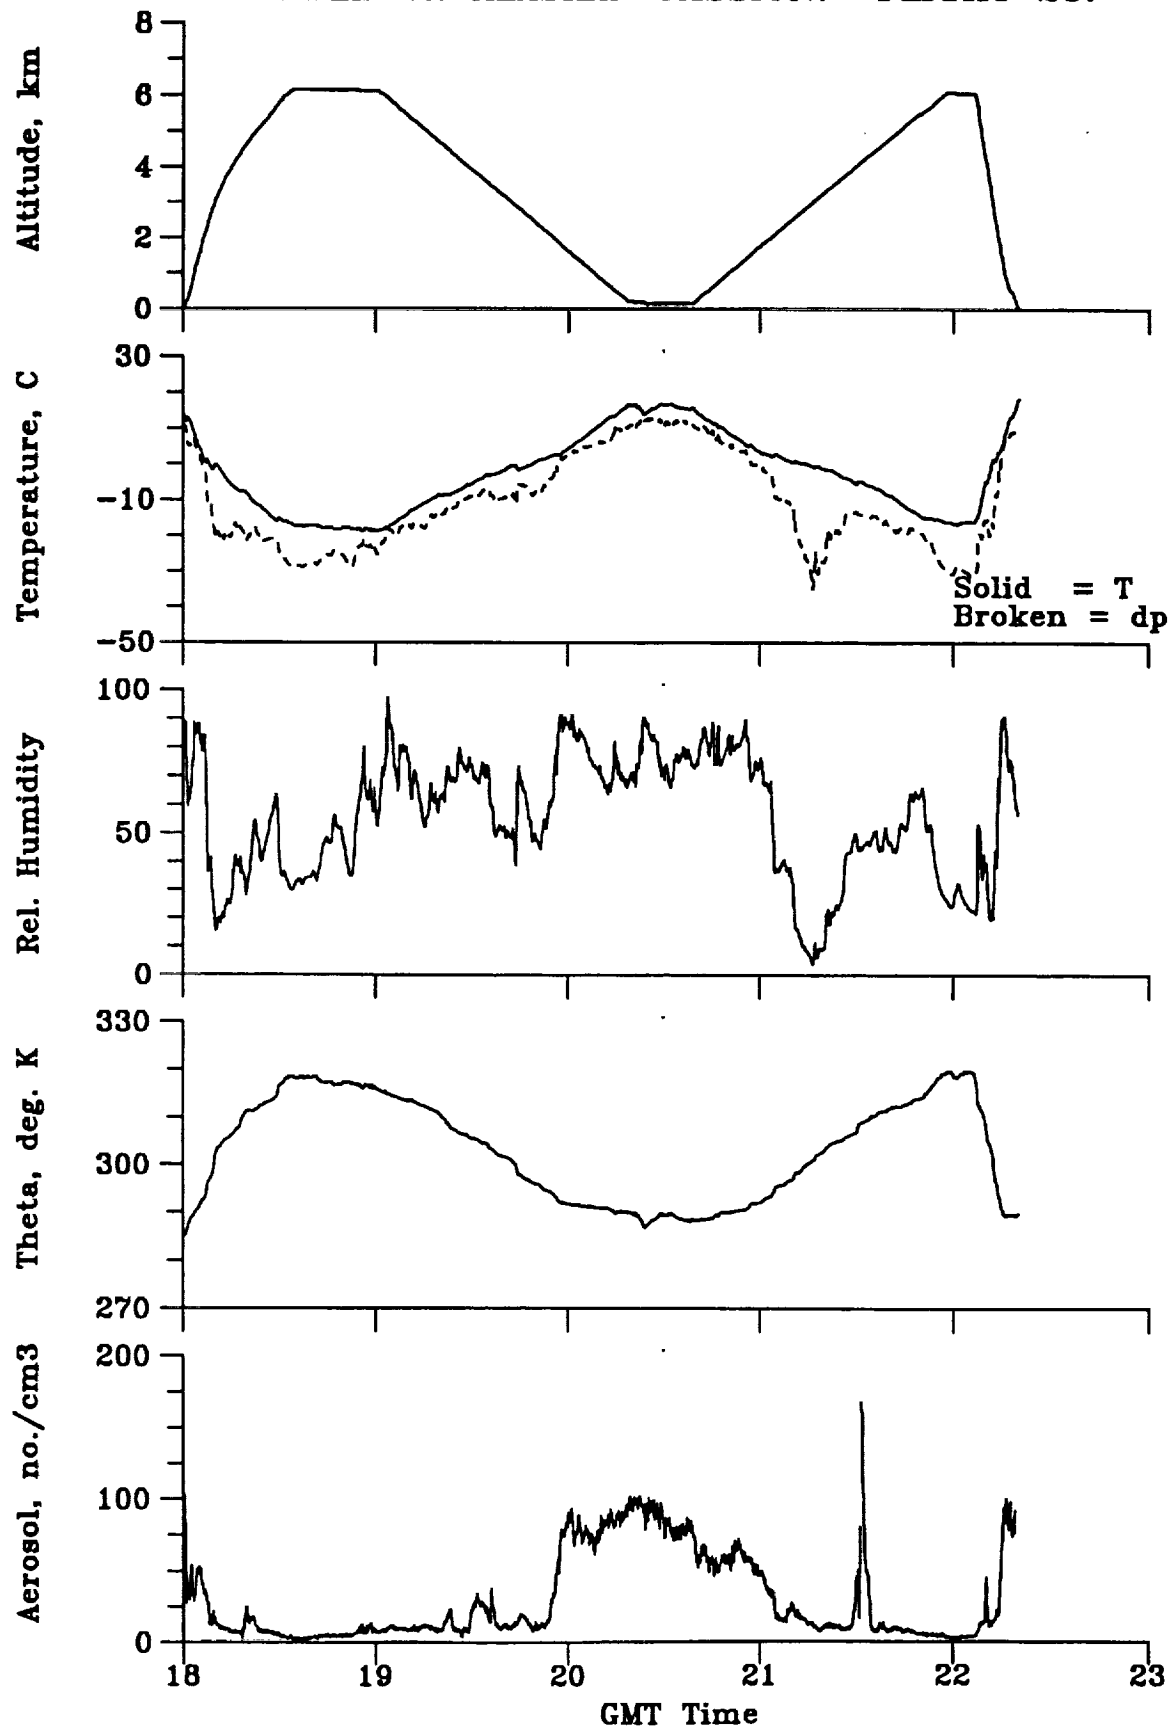 8
6
4
2
0
Altitude, km
30
-10
-50
Temperature, C
Solid = T
Broken = dp
100
50
0
Rel. Humidity
330
300
270
Theta, deg. K
200
100
0
Aerosol, no./cm3
18 19 20 21 22 23
GMT Time